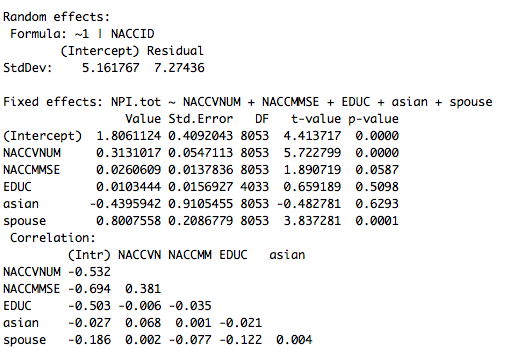 Random effects:
 Formula: ~1 | NACCID
        (Intercept) Residual
StdDev:    5.161767  7.27436

Fixed effects: NPI.tot ~ NACCVNUM + NACCMMSE + EDUC + asian + spouse
                 Value Std.Error   DF   t-value p-value
(Intercept)  1.8061124 0.4092043 8053  4.413717  0.0000
NACCVNUM     0.3131017 0.0547113 8053  5.722799  0.0000
NACCMMSE     0.0260609 0.0137836 8053  1.890719  0.0587
EDUC         0.0103444 0.0156927 4033  0.659189  0.5098
asian       -0.4395942 0.9105455 8053 -0.482781  0.6293
spouse       0.8007558 0.2086779 8053  3.837281  0.0001
 Correlation:
         (Intr) NACCVN NACCMM EDUC   asian
NACCVNUM -0.532
NACCMMSE -0.694  0.381
EDUC     -0.503 -0.006 -0.035
asian    -0.027  0.068  0.001 -0.021
spouse   -0.186  0.002 -0.077 -0.122  0.004